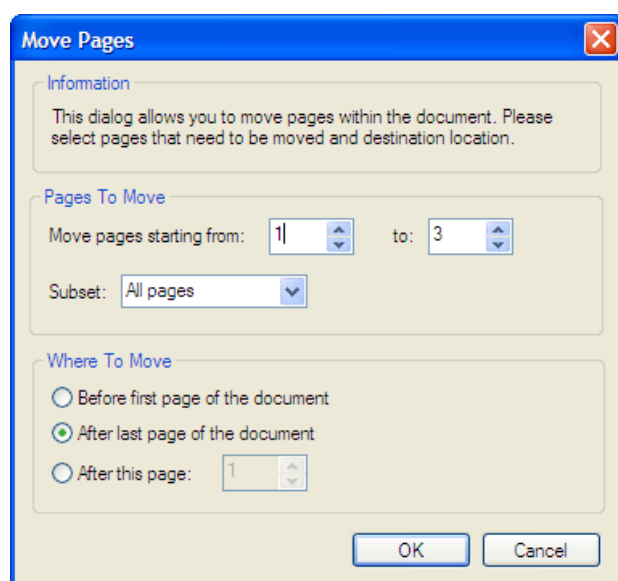 Move Pages
Information
This dialog allows you to move pages within the document. Please
select pages that need to be moved and destination location.
Pages To Move
Move pages starting from: 1 to: 3
Subset: All pages
Where To Move
Before first page of the document
After last page of the document
After this page: 1
OK Cancel